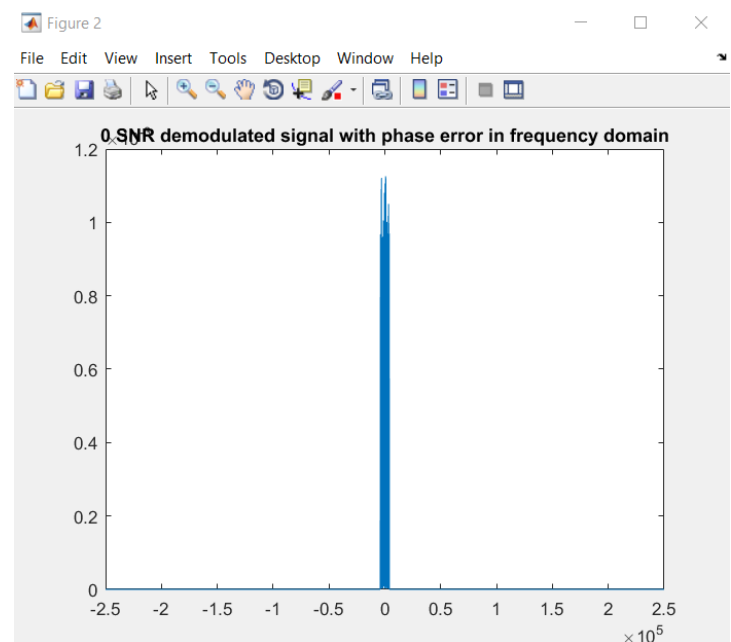 Figure 2
File Edit View Insert Tools Desktop Window Help
0 SNR demodulated signal with phase error in frequency domain
1.2
1
0.8
0.6
0.4
0.2
0
-2.5 -2 -1.5 -1 -0.5 0 0.5 1 1.5 2 2.5
× 10^5